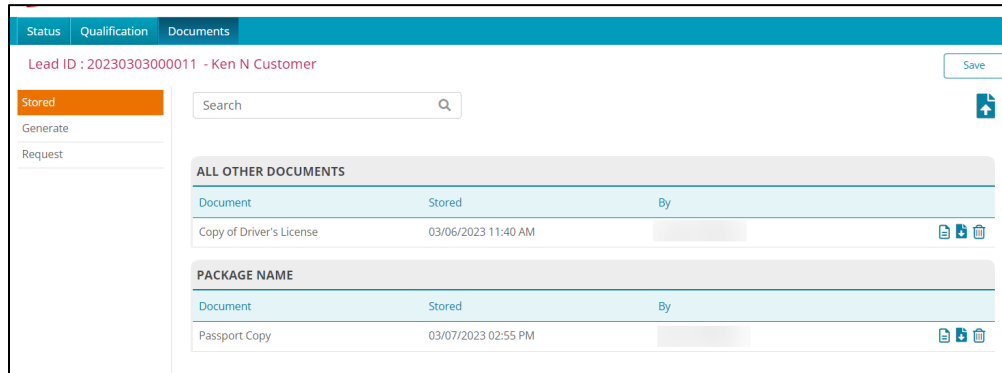 Status Qualification Documents
Lead ID : 20230303000011 - Ken N Customer Save
Stored
Generate
Request
Search
ALL OTHER DOCUMENTS
Document Stored By
Copy of Driver's License 03/06/2023 11:40 AM
PACKAGE NAME
Document Stored By
Passport Copy 03/07/2023 02:55 PM